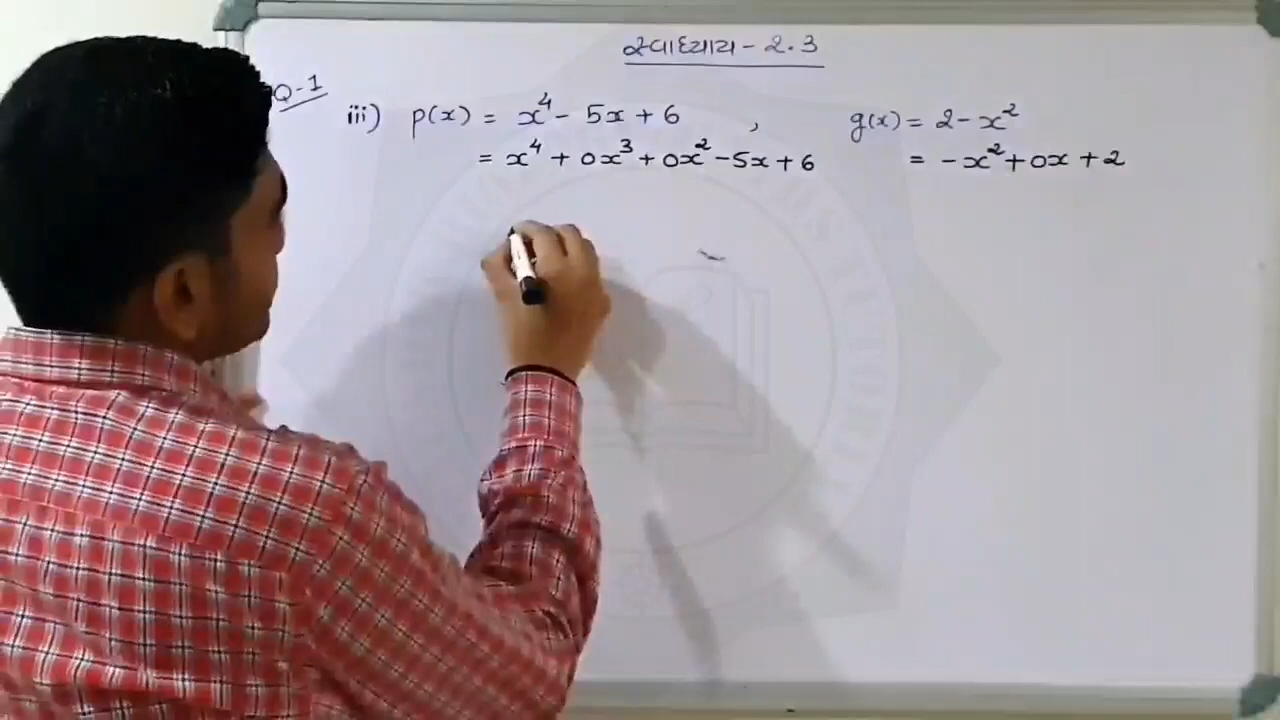 સ્વાધ્યાય - 2.3
Q-1
iii) p(x) = x⁴ - 5x + 6 , g(x) = 2 - x²
= x⁴ + 0x³ + 0x² - 5x + 6 = -x² + 0x + 2